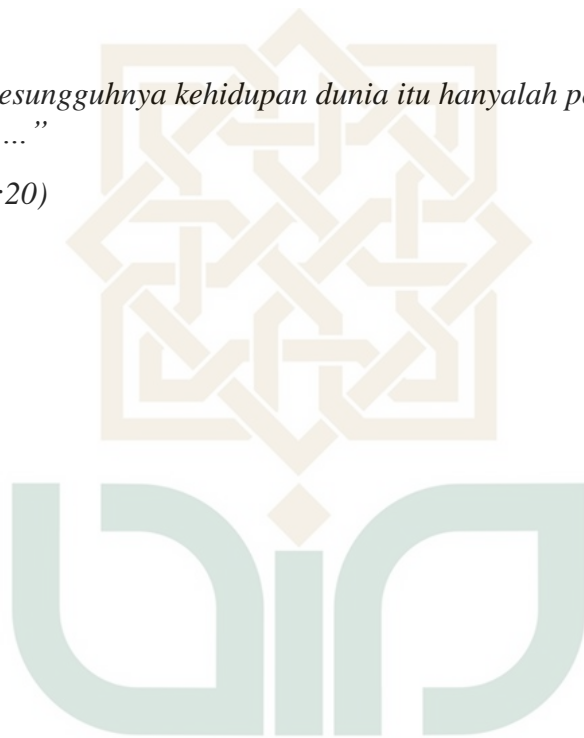 esungguhnya kehidupan dunia itu hanyalah pe
…”
:20)